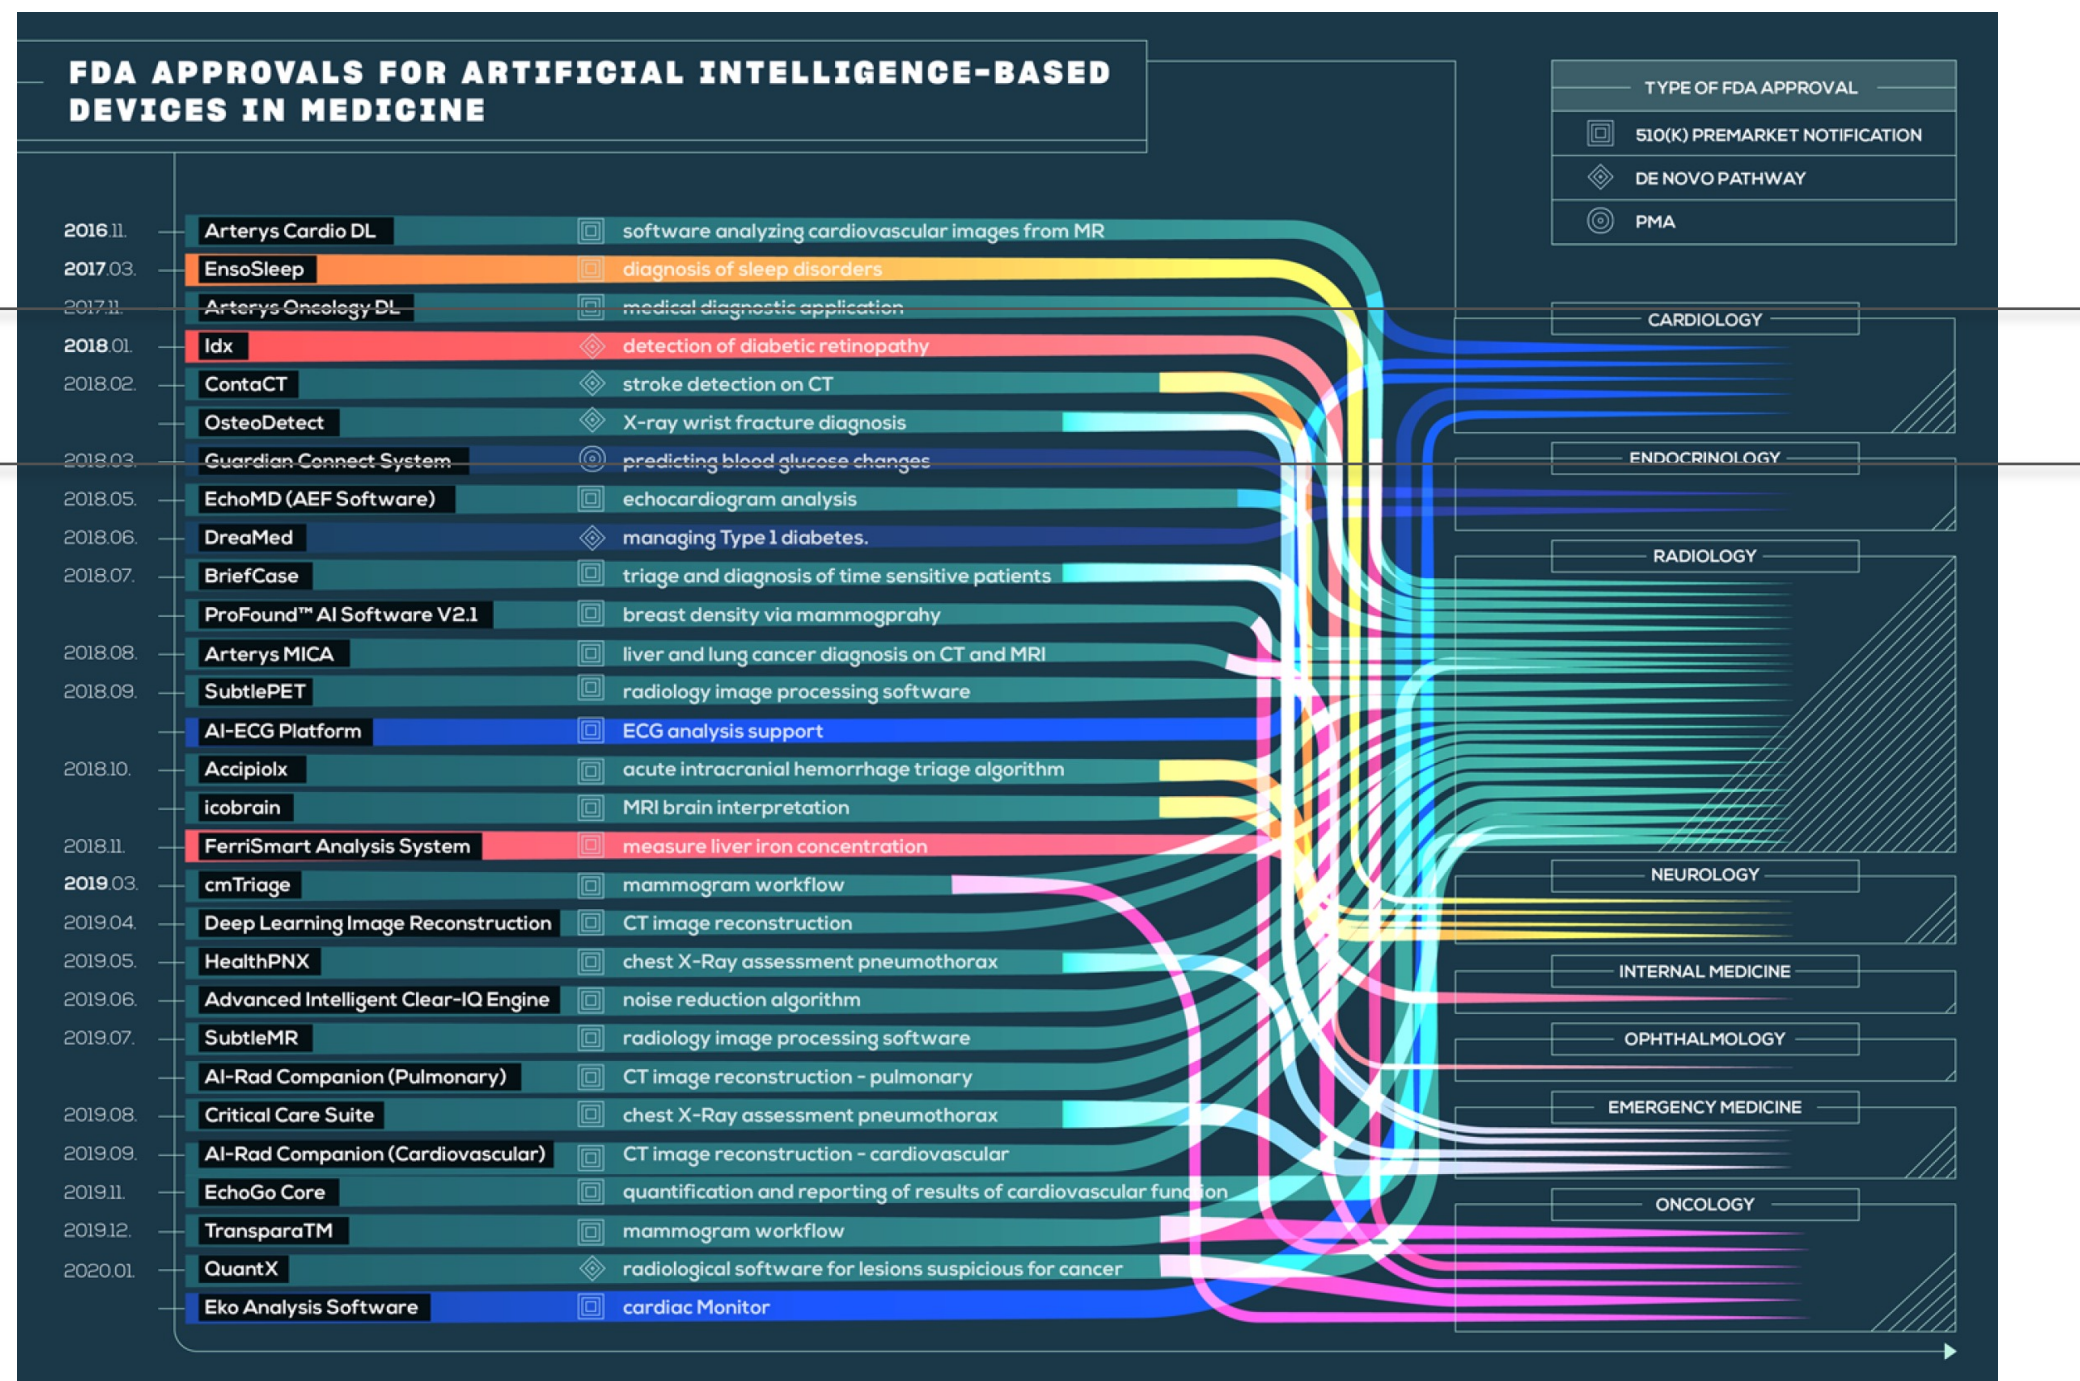 FDA APPROVALS FOR ARTIFICIAL INTELLIGENCE-BASED
DEVICES IN MEDICINE
TYPE OF FDA APPROVAL
510(K) PREMARKET NOTIFICATION
DE NOVO PATHWAY
PMA
2016.11. Arterys Cardio DL software analyzing cardiovascular images from MR
2017.03. EnsoSleep diagnosis of sleep disorders
2017.11. Arterys Oncology DL medical diagnostic application
2018.01. Idx detection of diabetic retinopathy
2018.02. ContaCT stroke detection on CT
OsteoDetect X-ray wrist fracture diagnosis
2018.03. Guardian Connect System predicting blood glucose changes
2018.05. EchoMD (AEF Software) echocardiogram analysis
2018.06. DreaMed managing Type 1 diabetes.
2018.07. BriefCase triage and diagnosis of time sensitive patients
ProFound™ AI Software V2.1 breast density via mammogprahy
2018.08. Arterys MICA liver and lung cancer diagnosis on CT and MRI
2018.09. SubtlePET radiology image processing software
AI-ECG Platform ECG analysis support
2018.10. Accipiolx acute intracranial hemorrhage triage algorithm
icobrain MRI brain interpretation
2018.11. FerriSmart Analysis System measure liver iron concentration
2019.03. cmTriage mammogram workflow
2019.04. Deep Learning Image Reconstruction CT image reconstruction
2019.05. HealthPNX chest X-Ray assessment pneumothorax
2019.06. Advanced Intelligent Clear-IQ Engine noise reduction algorithm
2019.07. SubtleMR radiology image processing software
AI-Rad Companion (Pulmonary) CT image reconstruction - pulmonary
2019.08. Critical Care Suite chest X-Ray assessment pneumothorax
2019.09. AI-Rad Companion (Cardiovascular) CT image reconstruction - cardiovascular
2019.11. EchoGo Core quantification and reporting of results of cardiovascular function
2019.12. TransparaTM mammogram workflow
2020.01. QuantX radiological software for lesions suspicious for cancer
Eko Analysis Software cardiac Monitor
CARDIOLOGY
ENDOCRINOLOGY
RADIOLOGY
NEUROLOGY
INTERNAL MEDICINE
OPHTHALMOLOGY
EMERGENCY MEDICINE
ONCOLOGY